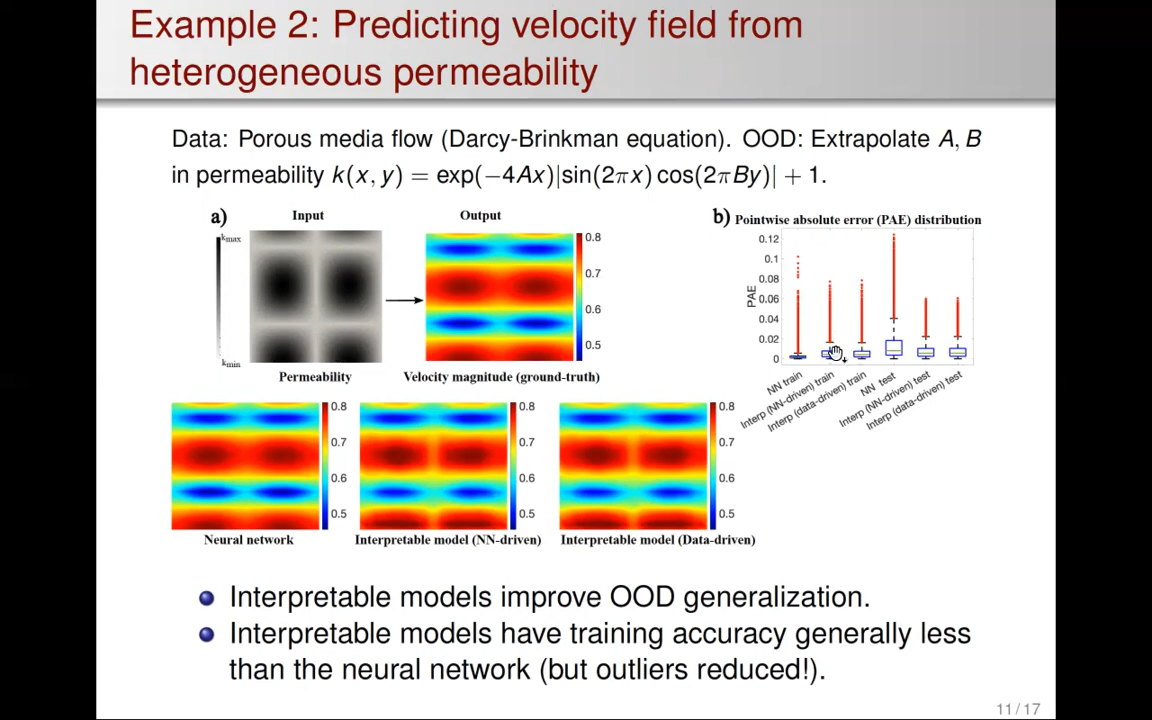 Example 2: Predicting velocity field from
heterogeneous permeability
Data: Porous media flow (Darcy-Brinkman equation). OOD: Extrapolate A, B
in permeability k(x, y) = exp(−4Ax)|sin(2πx) cos(2πBy)| + 1.
a)
Input
Output
kmax
kmin
0.8
0.7
0.6
0.5
Permeability
Velocity magnitude (ground-truth)
b) Pointwise absolute error (PAE) distribution
PAE
0.12
0.1
0.08
0.06
0.04
0.02
0
NN train
Interp (NN-driven) train
Interp (data-driven) train
NN test
Interp (NN-driven) test
Interp (data-driven) test
0.8
0.7
0.6
0.5
Neural network
0.8
0.7
0.6
0.5
Interpretable model (NN-driven)
0.8
0.7
0.6
0.5
Interpretable model (Data-driven)
Interpretable models improve OOD generalization.
Interpretable models have training accuracy generally less
than the neural network (but outliers reduced!).
11 / 17